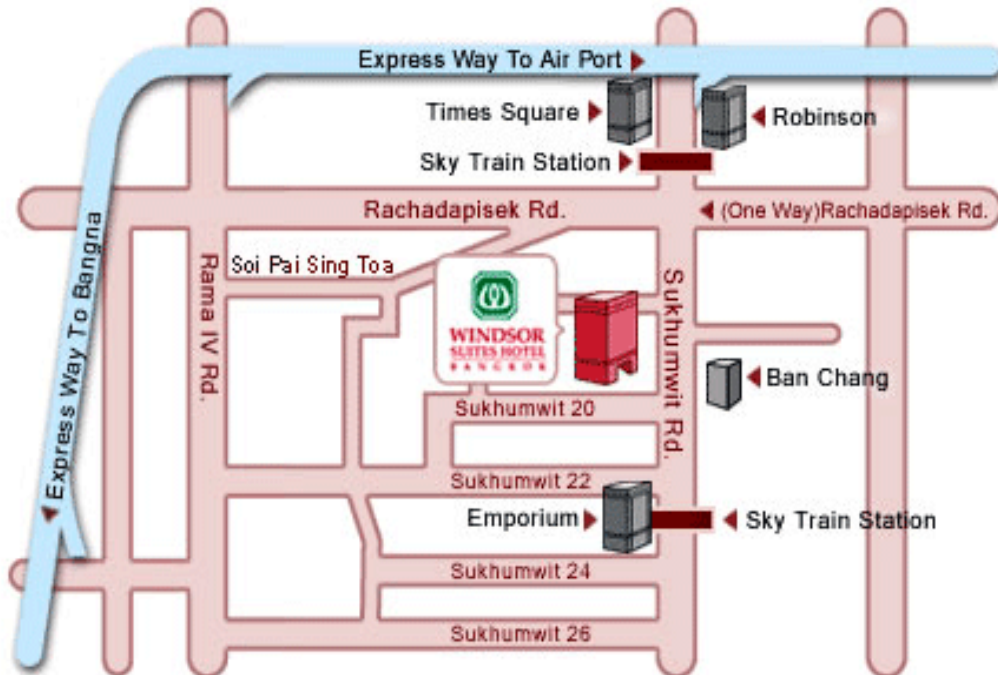 Express Way To Air Port
Times Square
Robinson
Sky Train Station
Rachadapisek Rd.
(One Way)Rachadapisek Rd.
Soi Pai Sing Toa
Express Way To Bangna
Rama IV Rd.
Sukhumwit Rd.
WINDSOR
SUITES HOTEL
BANGKOK
Ban Chang
Sukhumwit 20
Sukhumwit 22
Emporium
Sky Train Station
Sukhumwit 24
Sukhumwit 26